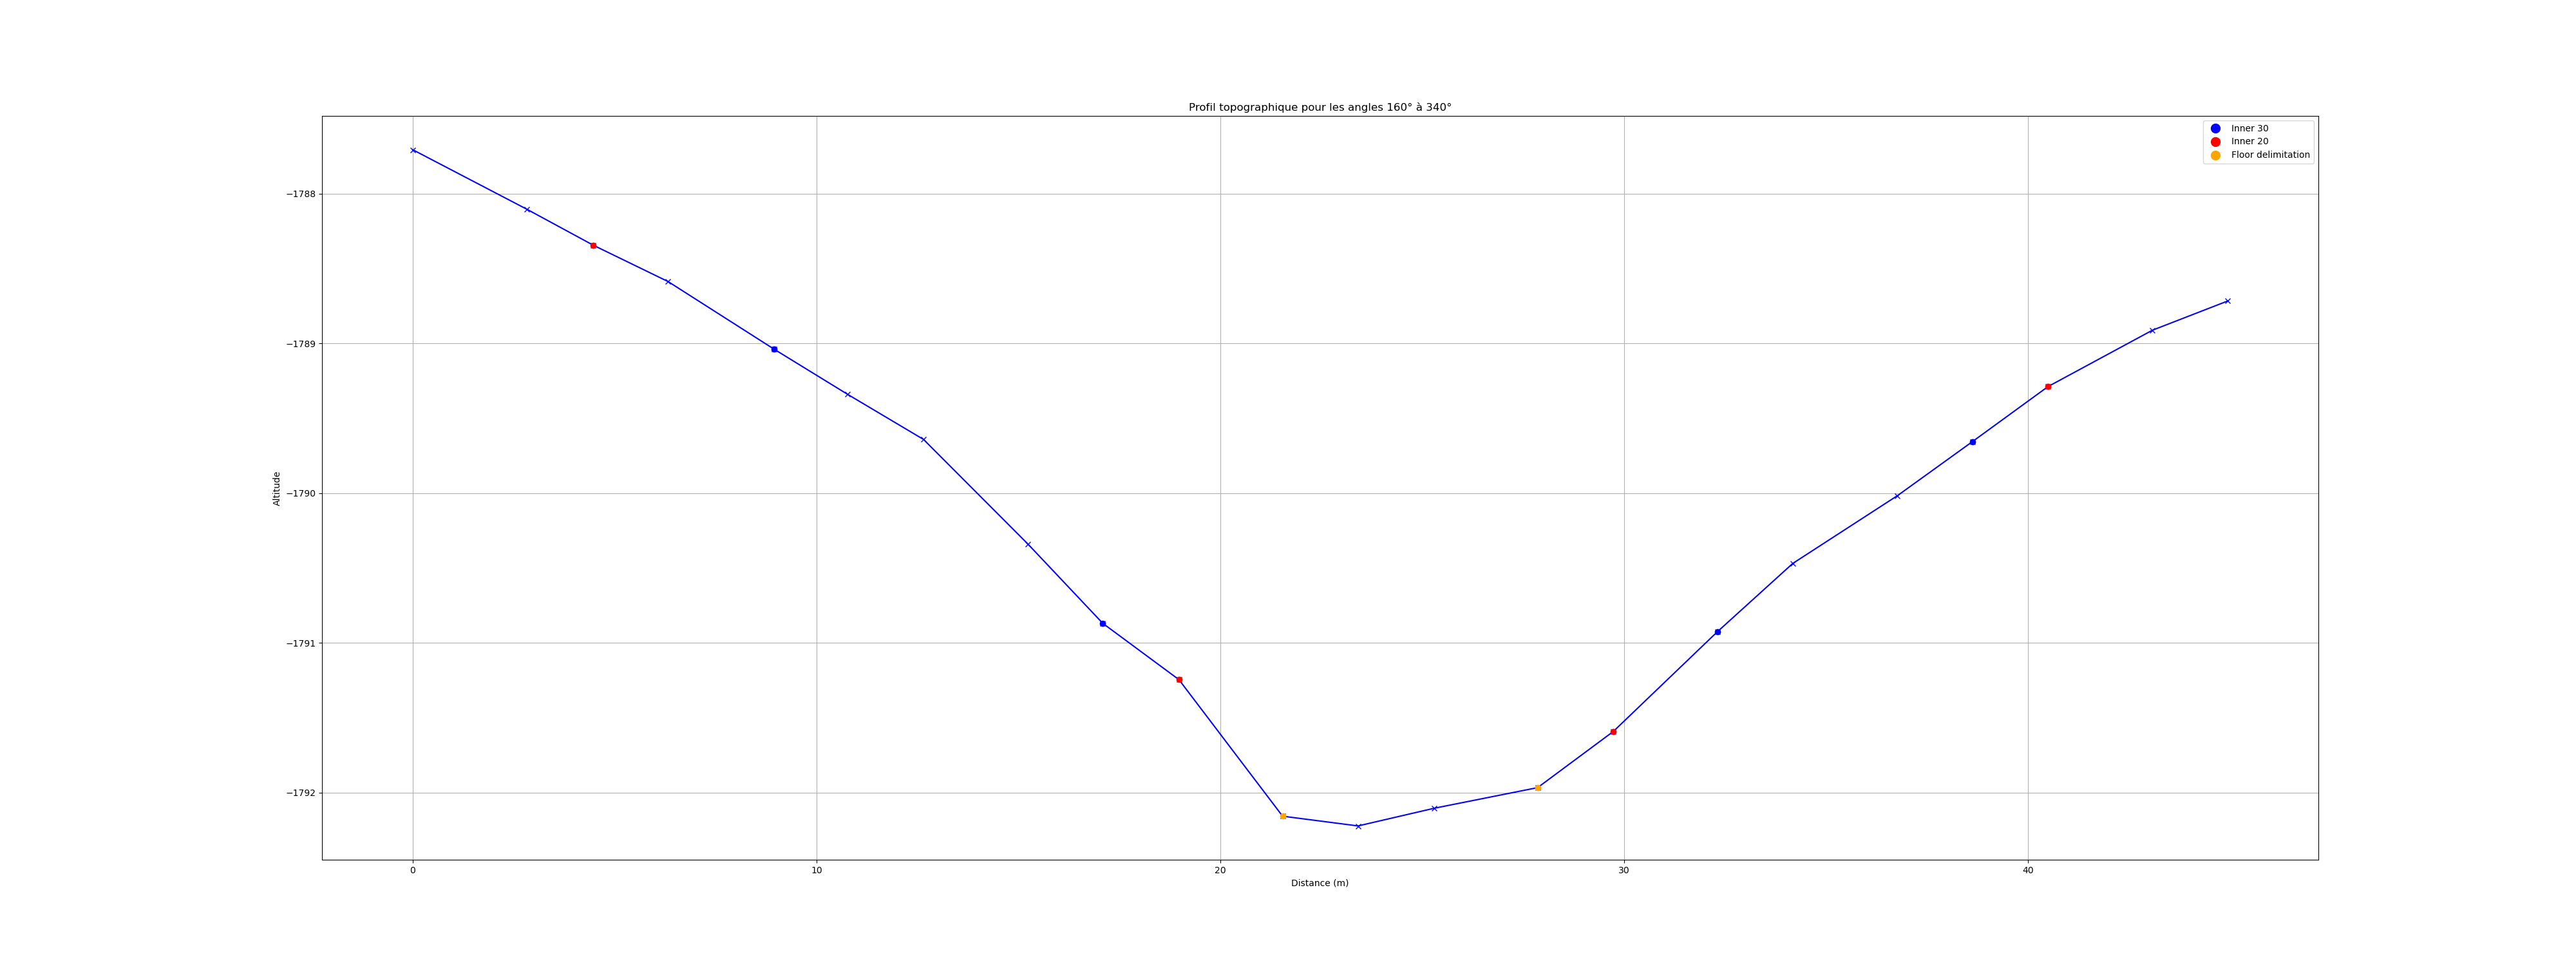 Profil topographique pour les angles 160° à 340°
Inner 30
Inner 20
Floor delimitation
Altitude
−1788
−1789
−1790
−1791
−1792
0 10 20 30 40
Distance (m)